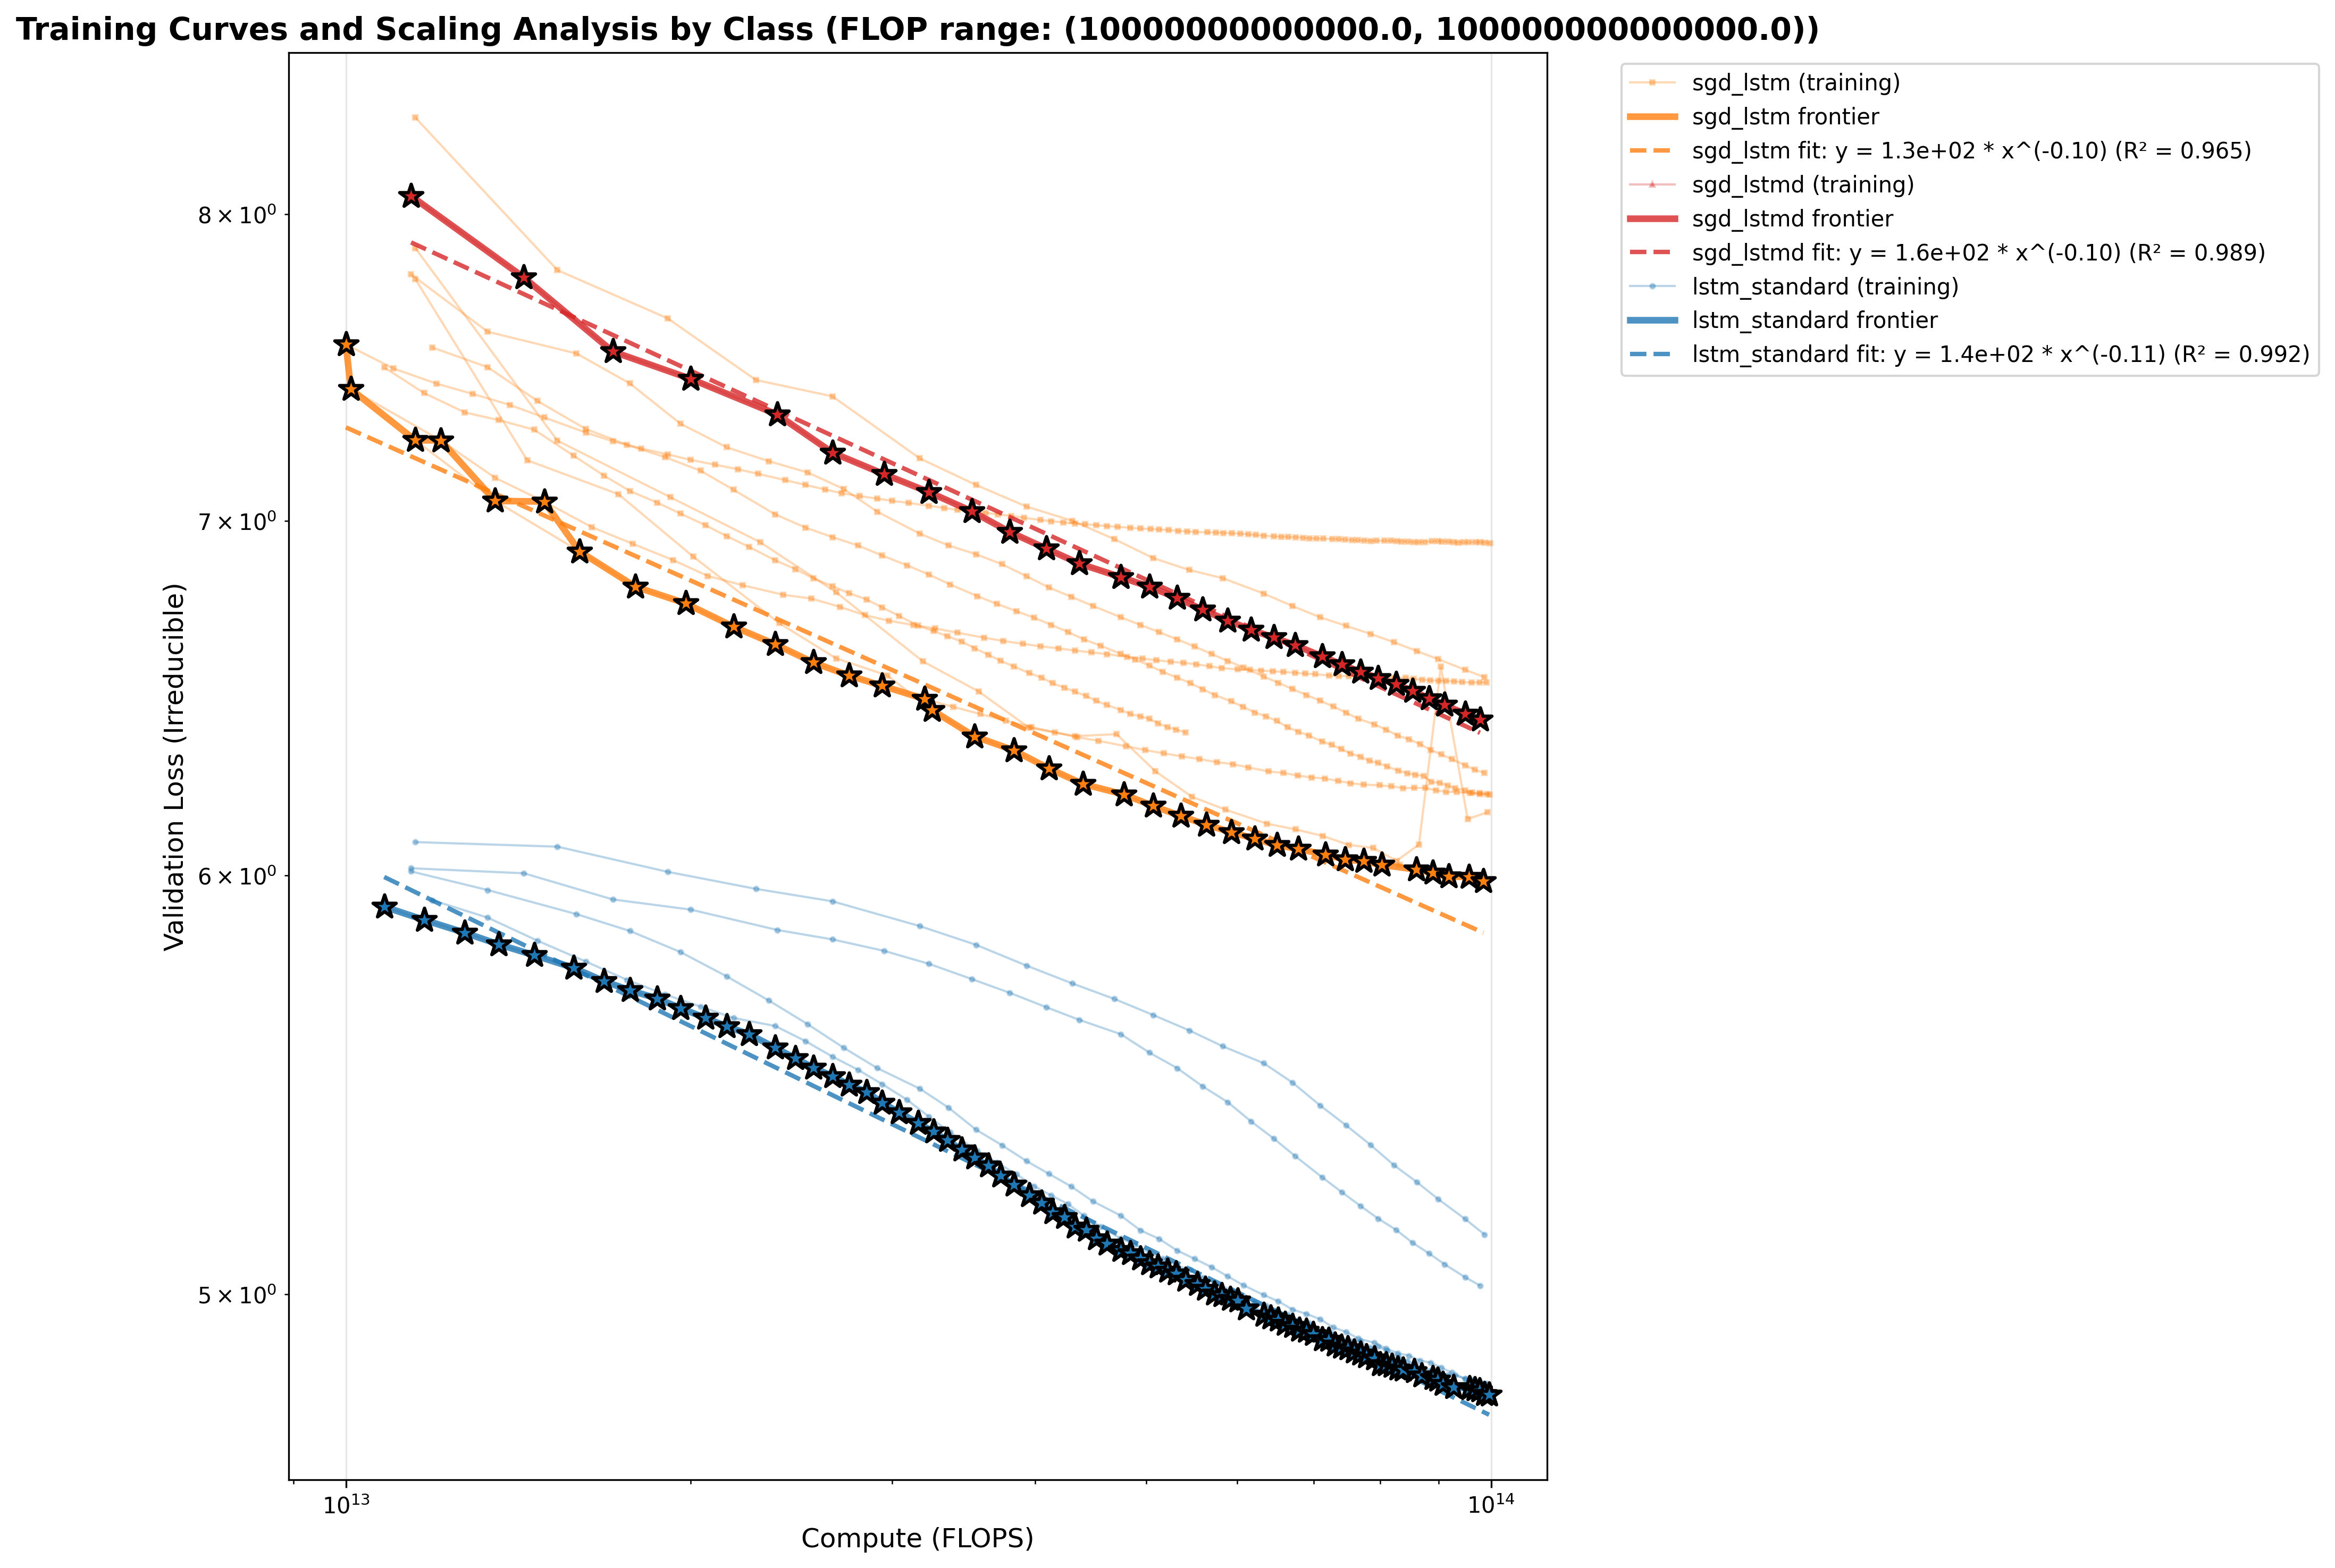 Training Curves and Scaling Analysis by Class (FLOP range: (10000000000000.0, 100000000000000.0))
sgd_lstm (training)
sgd_lstm frontier
sgd_lstm fit: y = 1.3e+02 * x^(-0.10) (R² = 0.965)
sgd_lstmd (training)
sgd_lstmd frontier
sgd_lstmd fit: y = 1.6e+02 * x^(-0.10) (R² = 0.989)
lstm_standard (training)
lstm_standard frontier
lstm_standard fit: y = 1.4e+02 * x^(-0.11) (R² = 0.992)
8 × 10⁰
7 × 10⁰
6 × 10⁰
5 × 10⁰
Validation Loss (Irreducible)
10¹³
10¹⁴
Compute (FLOPS)